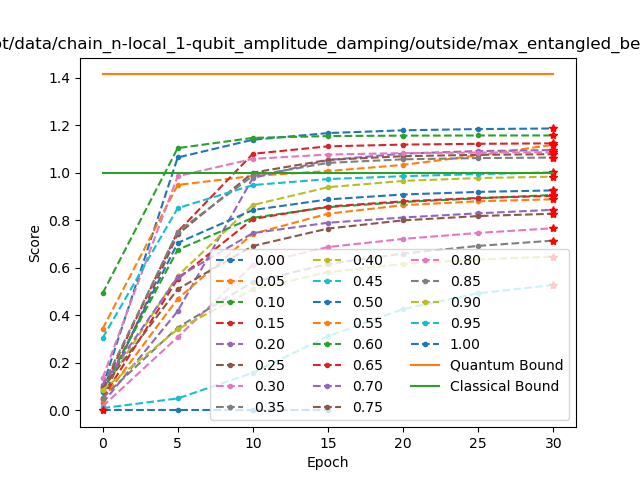 ot/data/chain_n-local_1-qubit_amplitude_damping/outside/max_entangled_be
1.4
1.2
1.0
0.8
0.6
0.4
0.2
0.0
Score
0 5 10 15 20 25 30
Epoch
0.00 0.40 0.80
0.05 0.45 0.85
0.10 0.50 0.90
0.15 0.55 0.95
0.20 0.60 1.00
0.25 0.65 Quantum Bound
0.30 0.70 Classical Bound
0.35 0.75